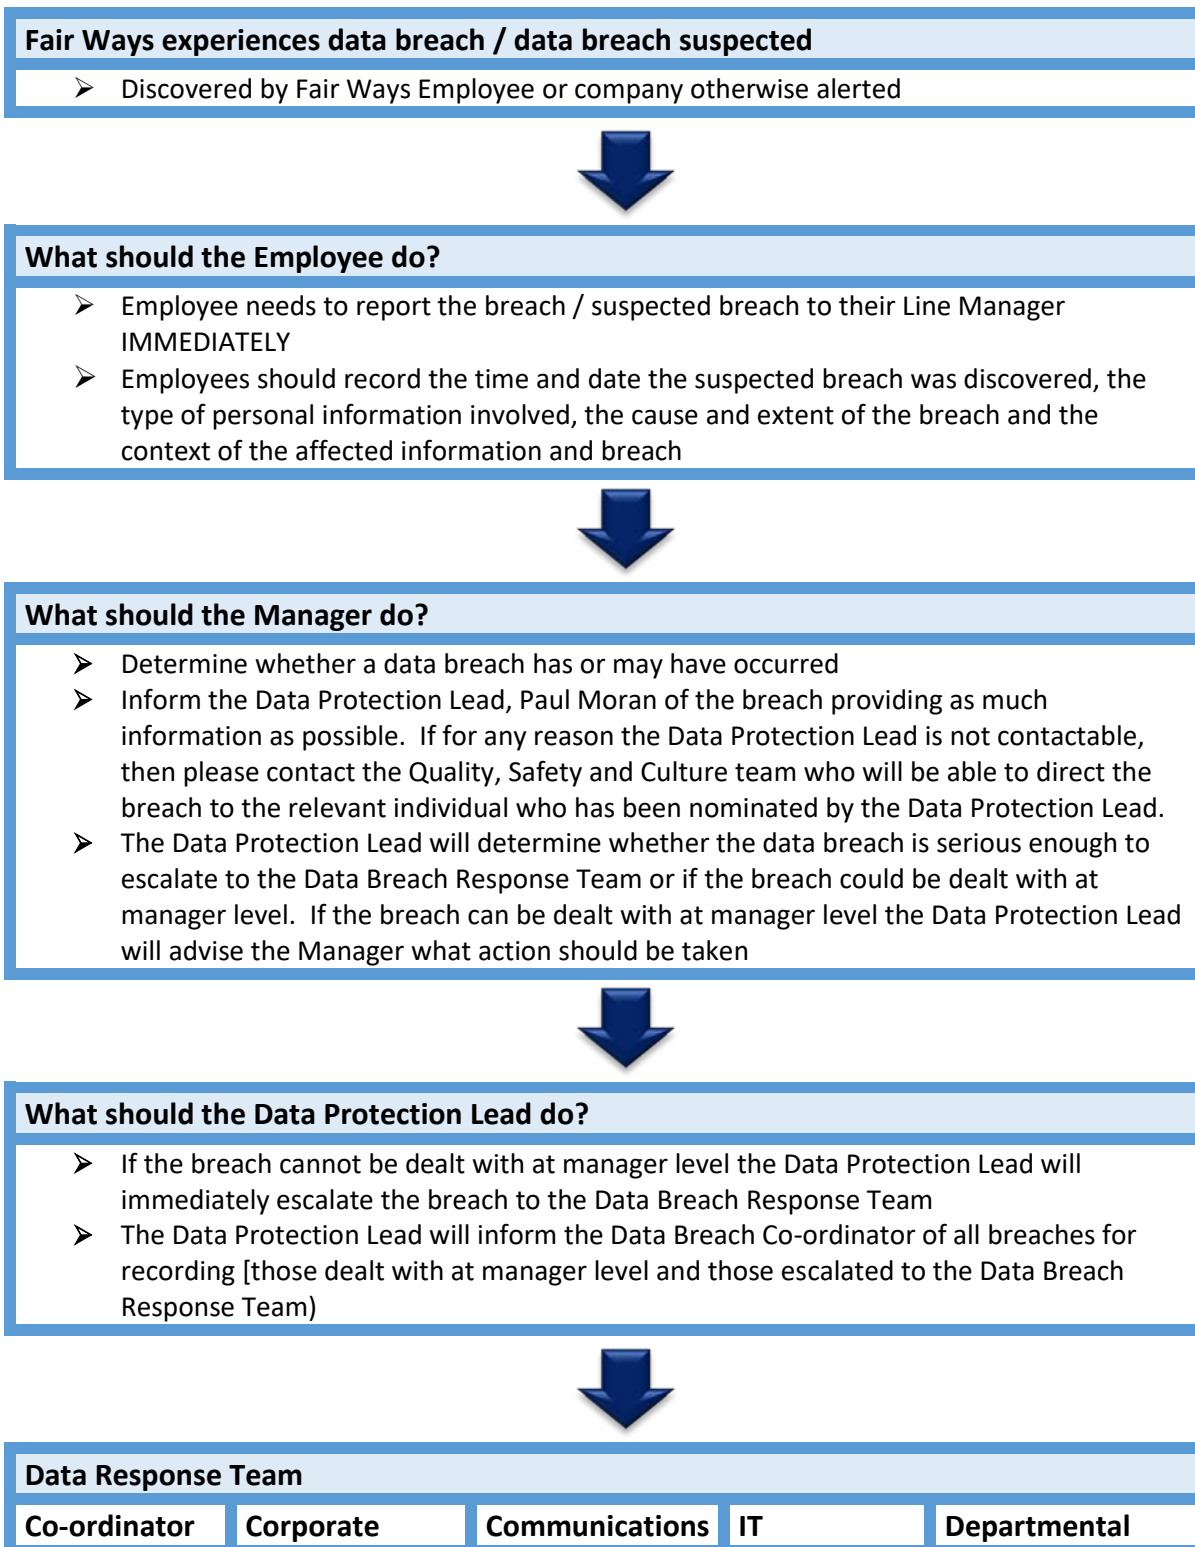 Fair Ways experiences data breach / data breach suspected
➢ Discovered by Fair Ways Employee or company otherwise alerted
What should the Employee do?
➢ Employee needs to report the breach / suspected breach to their Line Manager
IMMEDIATELY
➢ Employees should record the time and date the suspected breach was discovered, the
type of personal information involved, the cause and extent of the breach and the
context of the affected information and breach
What should the Manager do?
➢ Determine whether a data breach has or may have occurred
➢ Inform the Data Protection Lead, Paul Moran of the breach providing as much
information as possible.  If for any reason the Data Protection Lead is not contactable,
then please contact the Quality, Safety and Culture team who will be able to direct the
breach to the relevant individual who has been nominated by the Data Protection Lead.
➢ The Data Protection Lead will determine whether the data breach is serious enough to
escalate to the Data Breach Response Team or if the breach could be dealt with at
manager level.  If the breach can be dealt with at manager level the Data Protection Lead
will advise the Manager what action should be taken
What should the Data Protection Lead do?
➢ If the breach cannot be dealt with at manager level the Data Protection Lead will
immediately escalate the breach to the Data Breach Response Team
➢ The Data Protection Lead will inform the Data Breach Co-ordinator of all breaches for
recording [those dealt with at manager level and those escalated to the Data Breach
Response Team)
Data Response Team
Co-ordinator Corporate Communications IT Departmental